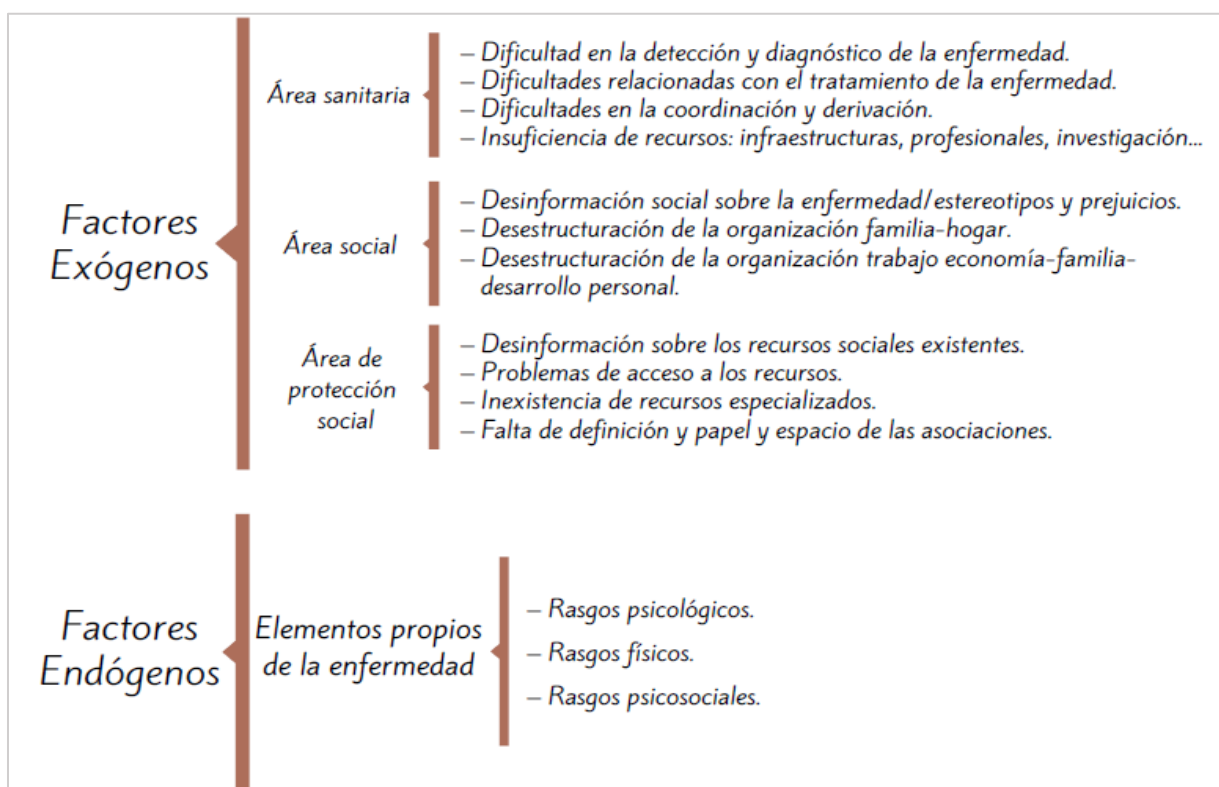 Factores
Exógenos
Área sanitaria
– Dificultad en la detección y diagnóstico de la enfermedad.
– Dificultades relacionadas con el tratamiento de la enfermedad.
– Dificultades en la coordinación y derivación.
– Insuficiencia de recursos: infraestructuras, profesionales, investigación...
Área social
– Desinformación social sobre la enfermedad/estereotipos y prejuicios.
– Desestructuración de la organización familia-hogar.
– Desestructuración de la organización trabajo economía-familia-
desarrollo personal.
Área de
protección
social
– Desinformación sobre los recursos sociales existentes.
– Problemas de acceso a los recursos.
– Inexistencia de recursos especializados.
– Falta de definición y papel y espacio de las asociaciones.
Factores
Endógenos
Elementos propios
de la enfermedad
– Rasgos psicológicos.
– Rasgos físicos.
– Rasgos psicosociales.